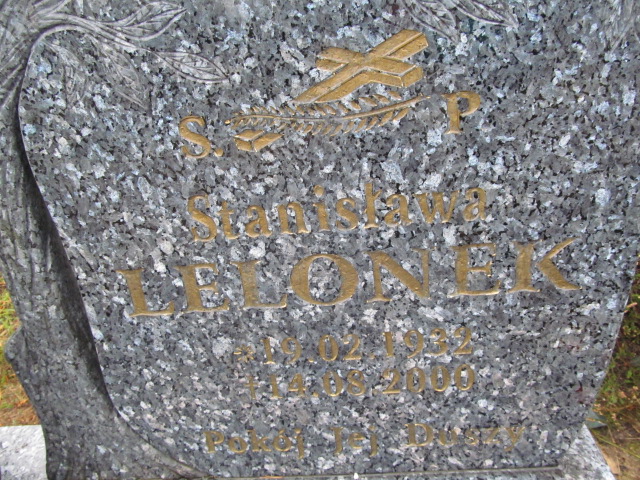 S. P
Stanisława
LELONEK
*19.02.1932
+14.08.2000
Pokój Jej Duszy